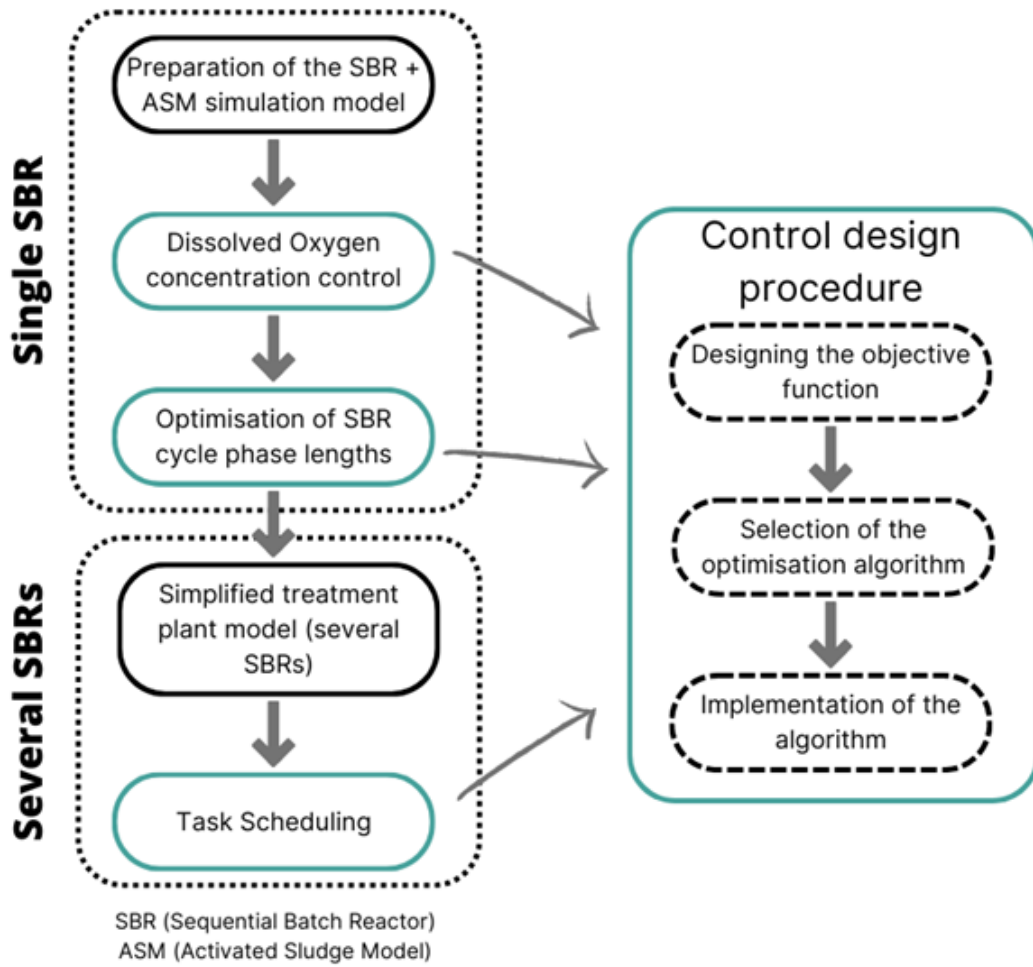 Single SBR
Preparation of the SBR +
ASM simulation model
Dissolved Oxygen
concentration control
Optimisation of SBR
cycle phase lengths
Several SBRs
Simplified treatment
plant model (several
SBRs)
Task Scheduling
Control design
procedure
Designing the objective
function
Selection of the
optimisation algorithm
Implementation of the
algorithm
SBR (Sequential Batch Reactor)
ASM (Activated Sludge Model)